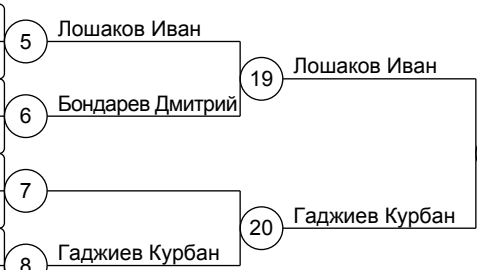 5 Лошаков Иван
19 Лошаков Иван
6 Бондарев Дмитрий
7
20 Гаджиев Курбан
8 Гаджиев Курбан